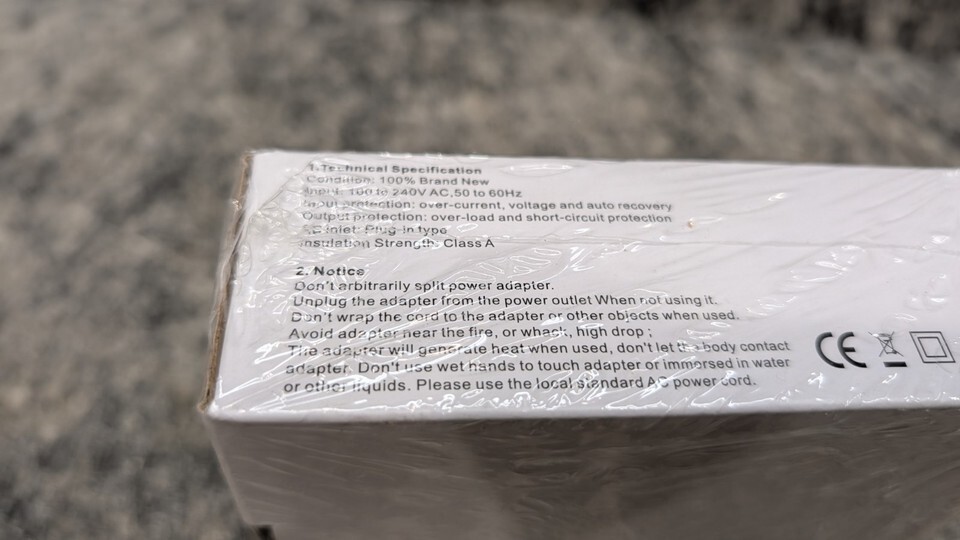 1.Technical Specification
Condition: 100% Brand New
Input: 100 to 240V AC,50 to 60Hz
Input protection: over-current, voltage and auto recovery
Output protection: over-load and short-circuit protection
AC inlet: Plug-in type
Insulation Strength: Class A
2. Notice
Don't arbitrarily split power adapter.
Unplug the adapter from the power outlet When not using it.
Don't wrap the cord to the adapter or other objects when used.
Avoid adapter near the fire, or whack, high drop ;
The adapter will generate heat when used, don't let the body contact
adapter. Don't use wet hands to touch adapter or immorsed in water
or other liquids. Please use the local standard AC power cord.
CE